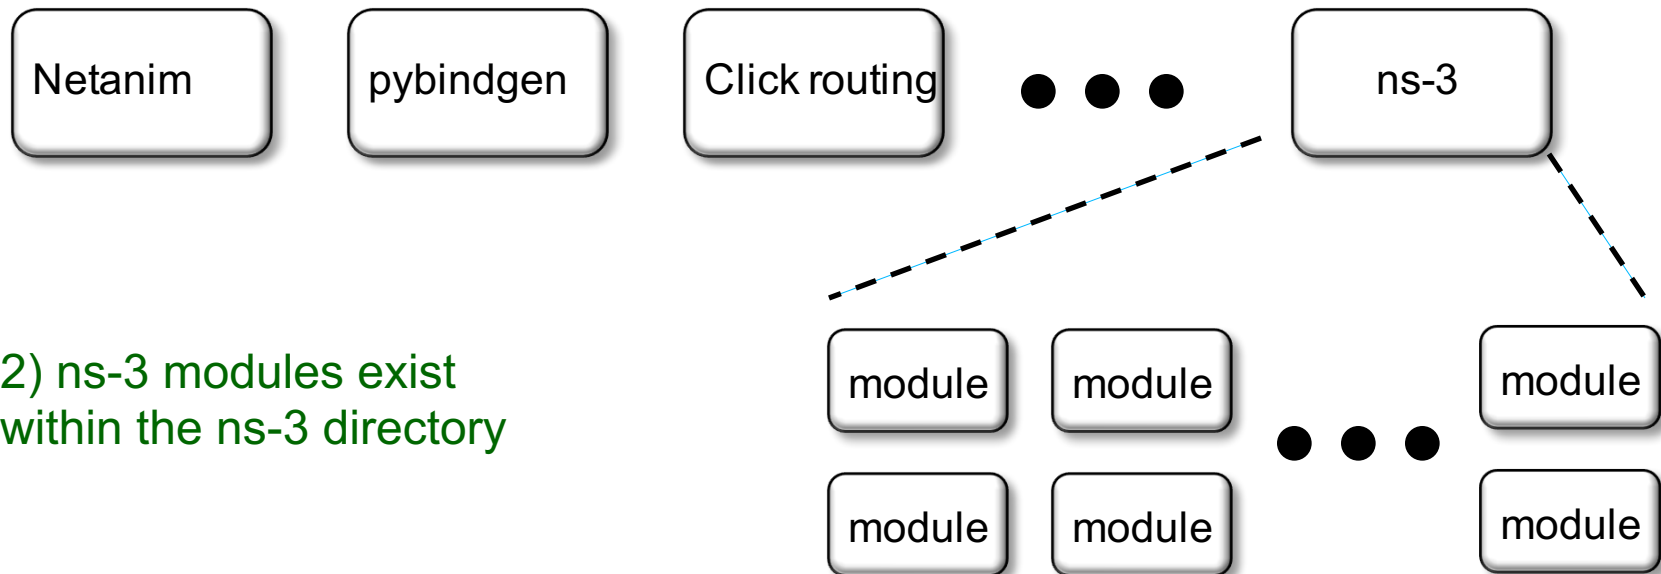 Netanim
pybindgen
Click routing
ns-3
2) ns-3 modules exist
within the ns-3 directory
module
module
module
module
module
module